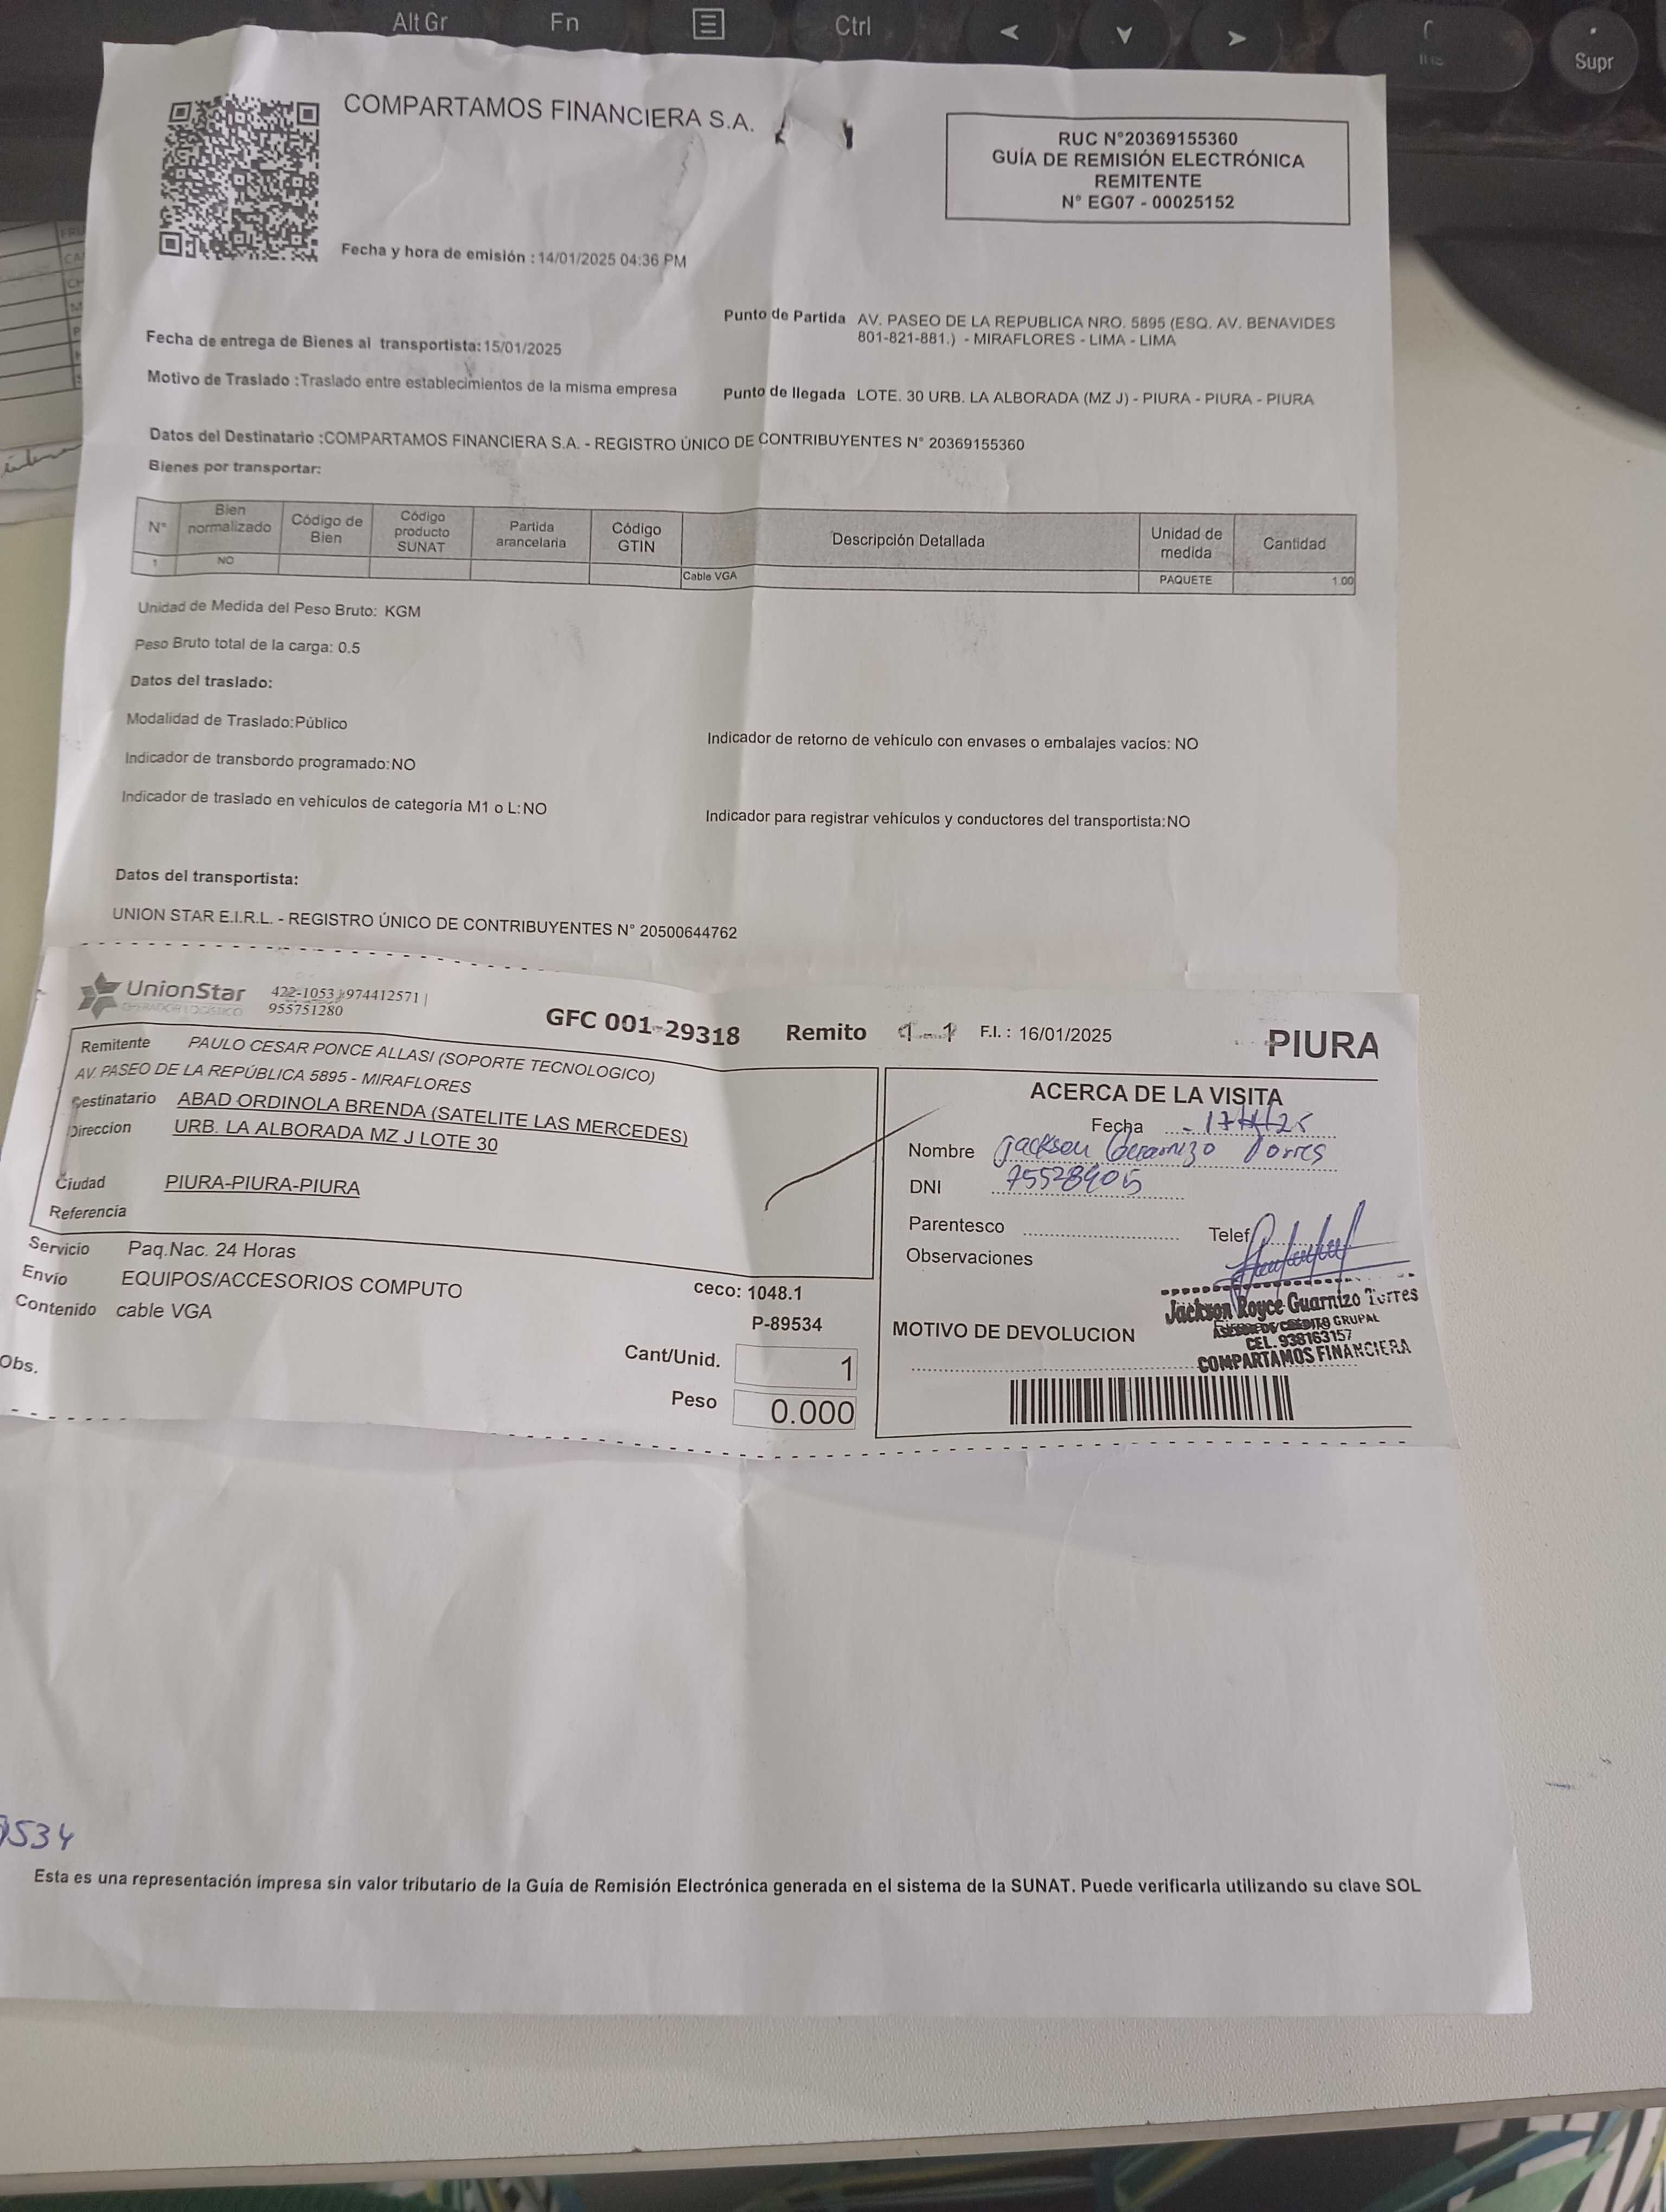 Alt Gr Fn Ctrl
Supr
COMPARTAMOS FINANCIERA S.A.
RUC N°20369155360
GUÍA DE REMISIÓN ELECTRÓNICA
REMITENTE
N° EG07 - 00025152
Fecha y hora de emisión : 14/01/2025 04:36 PM
Punto de Partida AV. PASEO DE LA REPUBLICA NRO. 5895 (ESQ. AV. BENAVIDES
801-821-881.) - MIRAFLORES - LIMA - LIMA
Fecha de entrega de Bienes al transportista: 15/01/2025
Motivo de Traslado : Traslado entre establecimientos de la misma empresa
Punto de llegada LOTE. 30 URB. LA ALBORADA (MZ J) - PIURA - PIURA - PIURA
Datos del Destinatario :COMPARTAMOS FINANCIERA S.A. - REGISTRO ÚNICO DE CONTRIBUYENTES N° 20369155360
Bienes por transportar:
N° Bien normalizado Código de Bien Código producto SUNAT Partida arancelaria Código GTIN Descripción Detallada Unidad de medida Cantidad
1 NO Cable VGA PAQUETE 1.00
Unidad de Medida del Peso Bruto: KGM
Peso Bruto total de la carga: 0.5
Datos del traslado:
Modalidad de Traslado:Público
Indicador de retorno de vehículo con envases o embalajes vacíos: NO
Indicador de transbordo programado:NO
Indicador de traslado en vehículos de categoría M1 o L:NO
Indicador para registrar vehículos y conductores del transportista:NO
Datos del transportista:
UNION STAR E.I.R.L. - REGISTRO ÚNICO DE CONTRIBUYENTES N° 20500644762
UnionStar
OPERADOR LOGISTICO
422-1053 974412571 |
955751280
GFC 001-29318 Remito 1 - 1 F.I. : 16/01/2025 PIURA
Remitente PAULO CESAR PONCE ALLASI (SOPORTE TECNOLOGICO)
AV. PASEO DE LA REPÚBLICA 5895 - MIRAFLORES
Destinatario ABAD ORDINOLA BRENDA (SATELITE LAS MERCEDES)
Direccion URB. LA ALBORADA MZ J LOTE 30
Ciudad PIURA-PIURA-PIURA
Referencia
Servicio Paq.Nac. 24 Horas
Envío EQUIPOS/ACCESORIOS COMPUTO
Contenido cable VGA
Obs.
ceco: 1048.1
P-89534
Cant/Unid. 1
Peso 0.000
ACERCA DE LA VISITA
Fecha
Nombre Jackson Guarnizo Torres
DNI 75528905
Parentesco Telef
Observaciones
Jackson Royce Guarnizo Torres
ASESOR DE CRÉDITO GRUPAL
CEL. 938163157
COMPARTAMOS FINANCIERA
MOTIVO DE DEVOLUCION
9534
Esta es una representación impresa sin valor tributario de la Guía de Remisión Electrónica generada en el sistema de la SUNAT. Puede verificarla utilizando su clave SOL